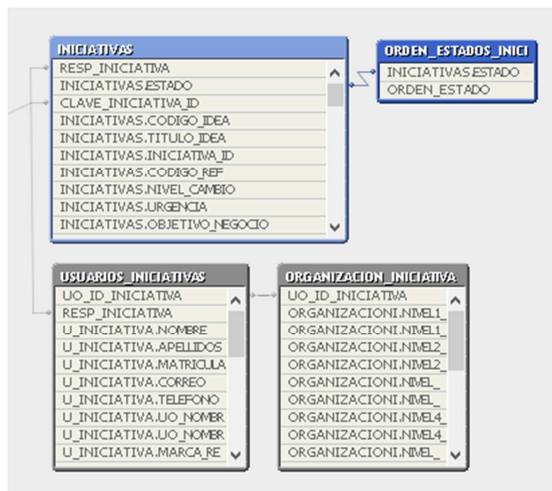 INICIATIVAS
RESP_INICIATIVA
INICIATIVAS.ESTADO
CLAVE_INICIATIVA_ID
INICIATIVAS.CODIGO_IDEA
INICIATIVAS.TITULO_IDEA
INICIATIVAS.INICIATIVA_ID
INICIATIVAS.CODIGO_REF
INICIATIVAS.NIVEL_CAMBIO
INICIATIVAS.URGENCIA
INICIATIVAS.OBJETIVO_NEGOCIO
ORDEN_ESTADOS_INICI
INICIATIVAS.ESTADO
ORDEN_ESTADO
USUARIOS_INICIATIVAS
UO_ID_INICIATIVA
RESP_INICIATIVA
U_INICIATIVA.NOMBRE
U_INICIATIVA.APELLIDOS
U_INICIATIVA.MATRICULA
U_INICIATIVA.CORREO
U_INICIATIVA.TELEFONO
U_INICIATIVA.UO_NOMBR
U_INICIATIVA.UO_NOMBR
U_INICIATIVA.MARCA_RE
ORGANIZACION_INICIATIVA
UO_ID_INICIATIVA
ORGANIZACIONI.NIVEL1_
ORGANIZACIONI.NIVEL1_
ORGANIZACIONI.NIVEL2_
ORGANIZACIONI.NIVEL2_
ORGANIZACIONI.NIVEL_
ORGANIZACIONI.NIVEL_
ORGANIZACIONI.NIVEL4_
ORGANIZACIONI.NIVEL4_
ORGANIZACIONI.NIVEL_